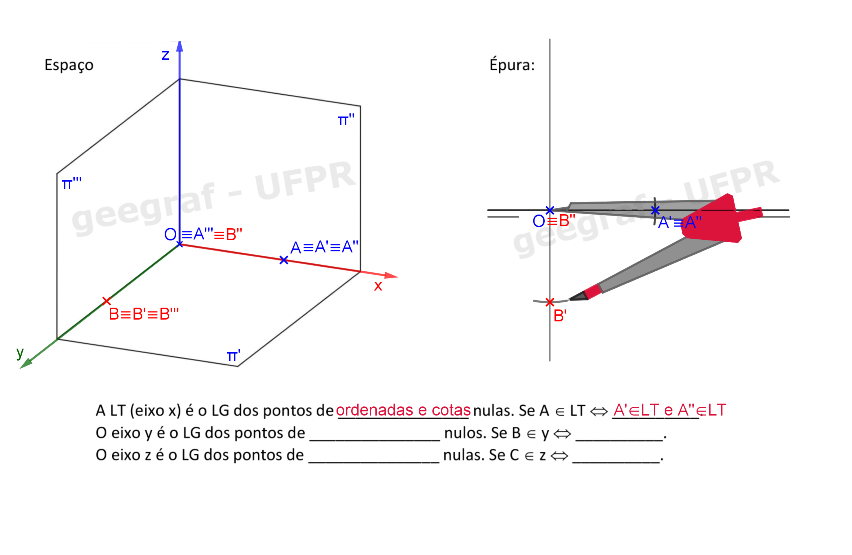 Espaço
Épura:
z
π''
π'''
geegraf - UFPR
geegraf - UFPR
O≡A'''≡B''
A≡A'≡A''
x
B≡B'≡B'''
y
π'
O≡B''
A'≡A''
B'
A LT (eixo x) é o LG dos pontos de ordenadas e cotas nulas. Se A ∈ LT ⇔ A'∈LT e A''∈LT.
O eixo y é o LG dos pontos de _______________ nulos. Se B ∈ y ⇔ __________.
O eixo z é o LG dos pontos de _______________ nulas. Se C ∈ z ⇔ __________.